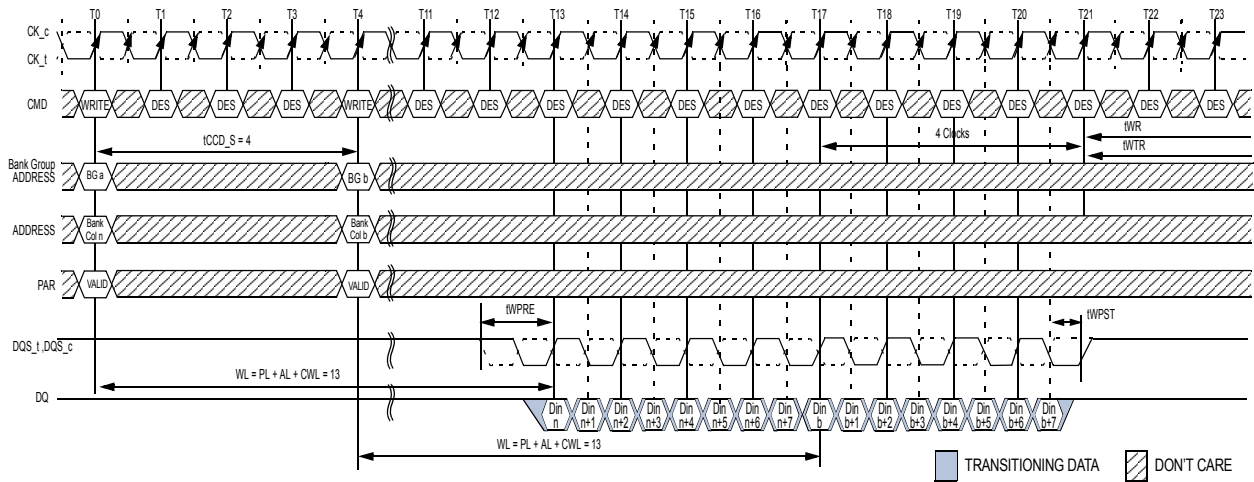 T0 T1 T2 T3 T4 T11 T12 T13 T14 T15 T16 T17 T18 T19 T20 T21 T22 T23
CK_c
CK_t
CMD WRITE DES DES DES WRITE DES DES DES DES DES DES DES DES DES DES DES DES DES
tCCD_S = 4 4 Clocks tWR
tWTR
Bank Group
ADDRESS BG a BG b
ADDRESS Bank Col n Bank Col b
PAR VALID VALID
tWPRE tWPST
DQS_t ,DQS_c
WL = PL + AL + CWL = 13
DQ
Din n Din n+1 Din n+2 Din n+3 Din n+4 Din n+5 Din n+6 Din n+7 Din b Din b+1 Din b+2 Din b+3 Din b+4 Din b+5 Din b+6 Din b+7
WL = PL + AL + CWL = 13
TRANSITIONING DATA DON'T CARE